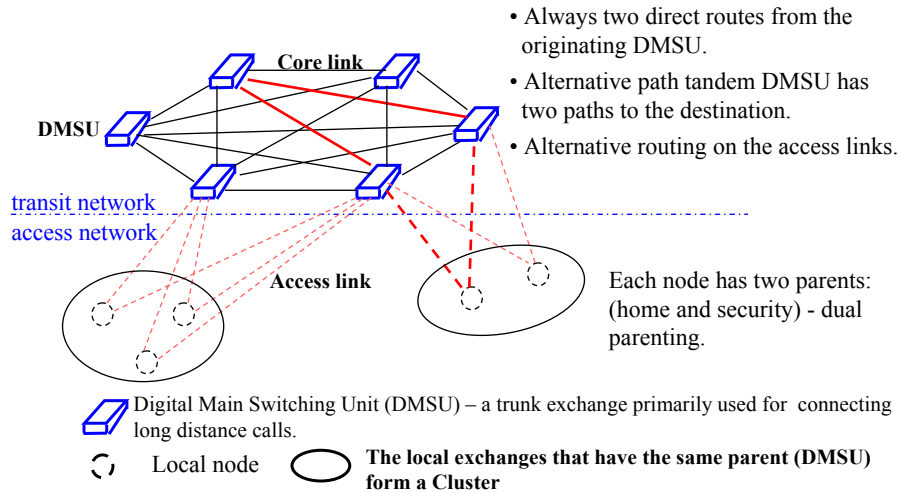 • Always two direct routes from the
originating DMSU.
• Alternative path tandem DMSU has
two paths to the destination.
• Alternative routing on the access links.
Core link
DMSU
transit network
access network
Access link
Each node has two parents:
(home and security) - dual
parenting.
Digital Main Switching Unit (DMSU) – a trunk exchange primarily used for connecting
long distance calls.
Local node
The local exchanges that have the same parent (DMSU)
form a Cluster